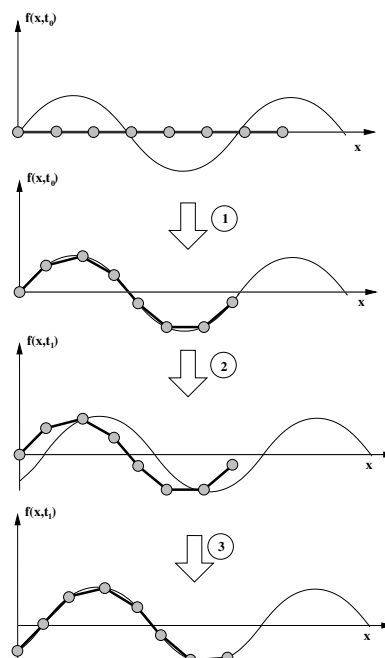 f(x,t₀)
x
f(x,t₀)
1
x
f(x,t₁)
2
x
f(x,t₁)
3
x